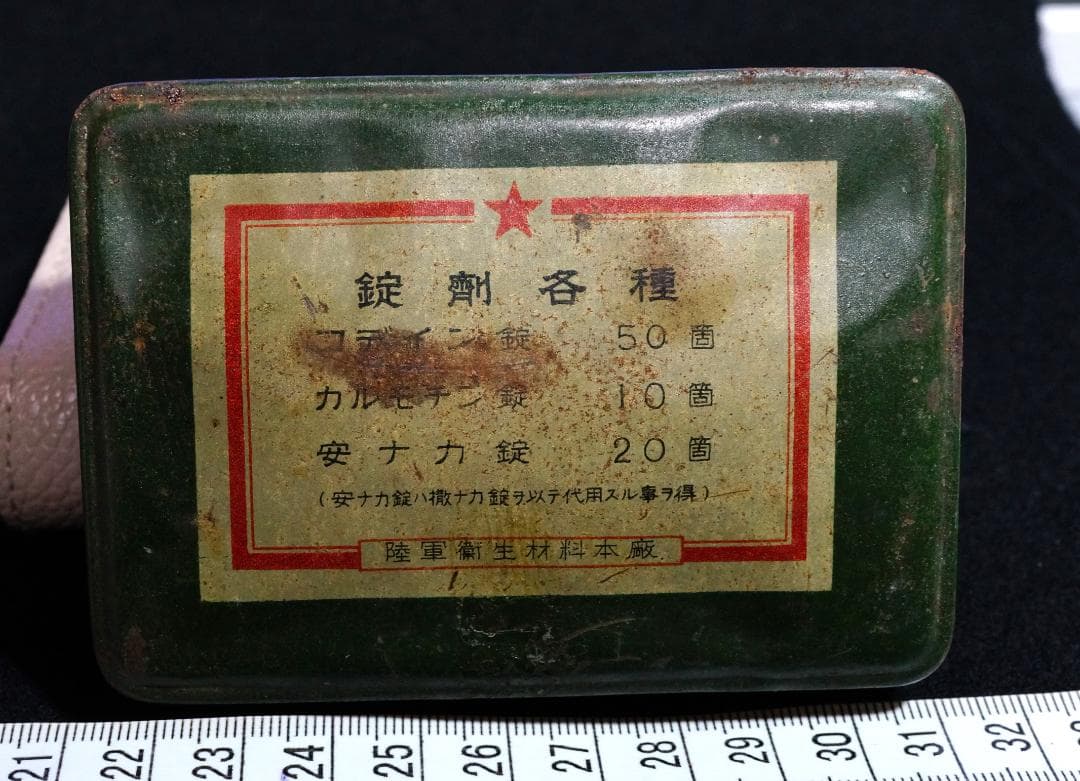 錠劑各種
コデイン錠 50箇
カルモチン錠 10箇
安ナカ錠 20箇
(安ナカ錠ハ撒ナカ錠ヲ以テ代用スル事ヲ得)
陸軍衞生材料本廠
21 22 23 24 25 26 27 28 29 30 31 32